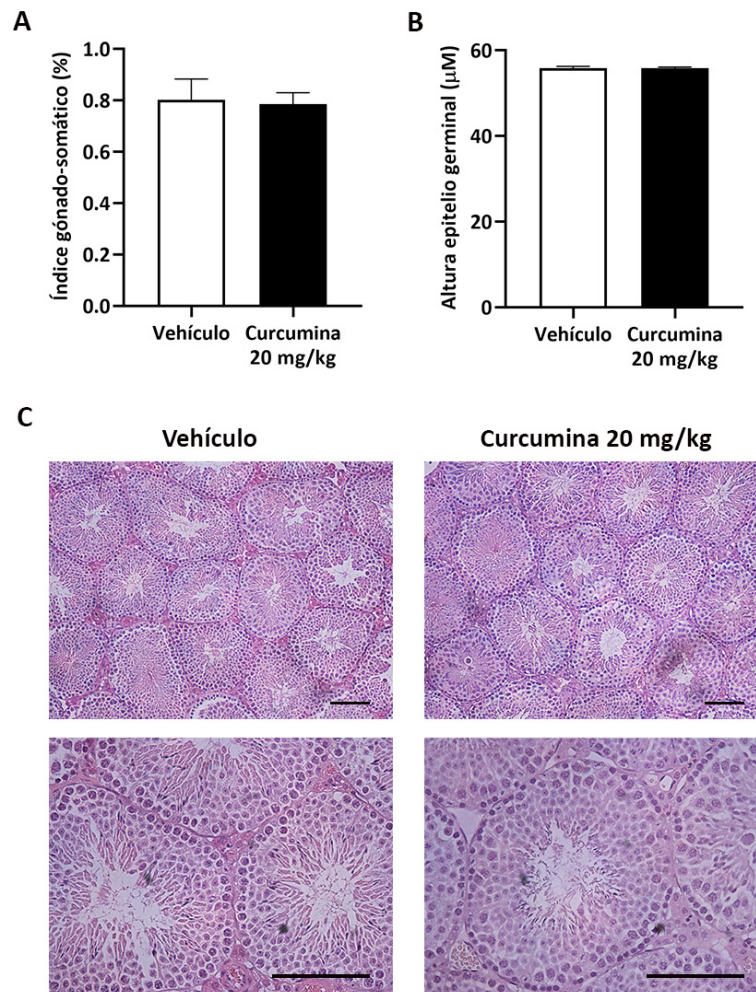 A
Índice gónado-somático (%)
1.0
0.8
0.6
0.4
0.2
0.0
Vehículo
Curcumina
20 mg/kg
B
Altura epitelio germinal (μM)
60
40
20
0
Vehículo
Curcumina
20 mg/kg
C
Vehículo
Curcumina 20 mg/kg